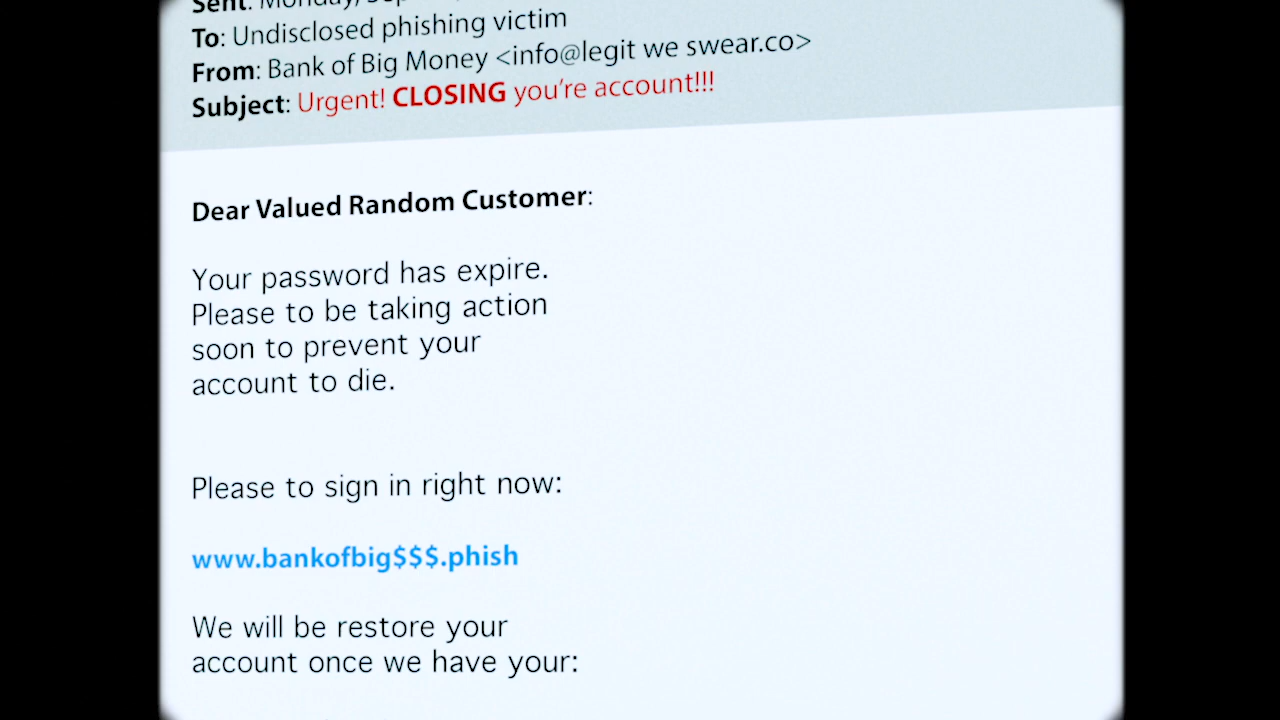 Sent: Monday,
To: Undisclosed phishing victim
From: Bank of Big Money <info@legit we swear.co>
Subject: Urgent! CLOSING you're account!!!
Dear Valued Random Customer:
Your password has expire.
Please to be taking action
soon to prevent your
account to die.
Please to sign in right now:
www.bankofbig$$$.phish
We will be restore your
account once we have your: